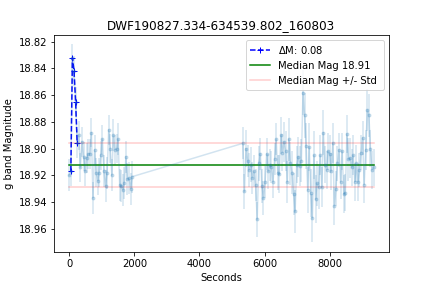 DWF190827.334-634539.802_160803
ΔM: 0.08
Median Mag 18.91
Median Mag +/- Std
g band Magnitude
18.82
18.84
18.86
18.88
18.90
18.92
18.94
18.96
0 2000 4000 6000 8000
Seconds